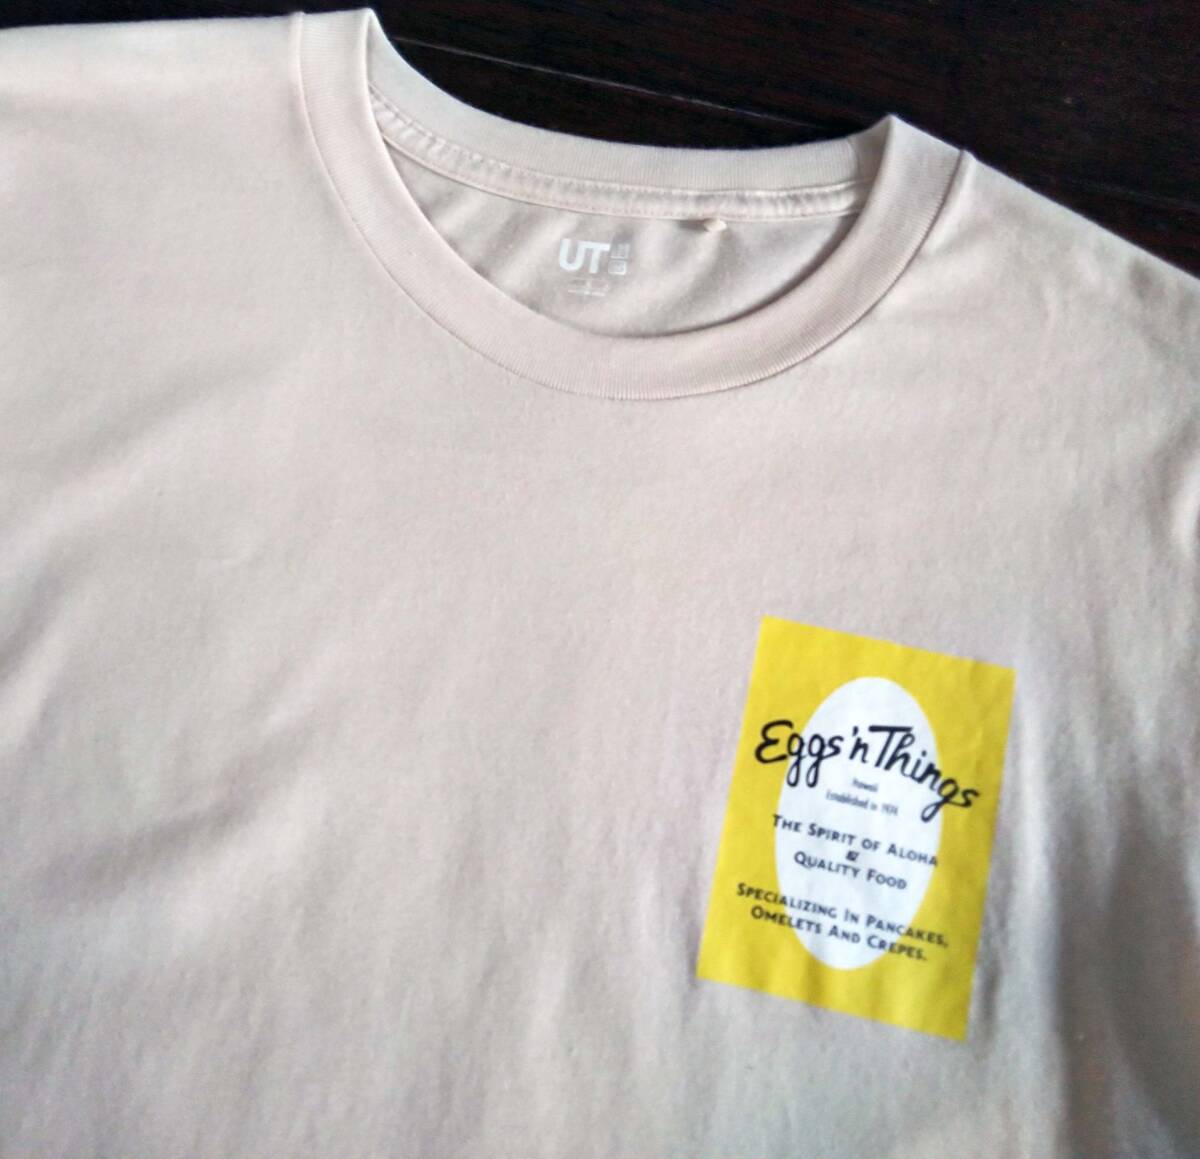 UT
Eggs 'n Things
Hawaii
Established in 1974
THE SPIRIT OF ALOHA
&
QUALITY FOOD
SPECIALIZING IN PANCAKES,
OMELETS AND CREPES.